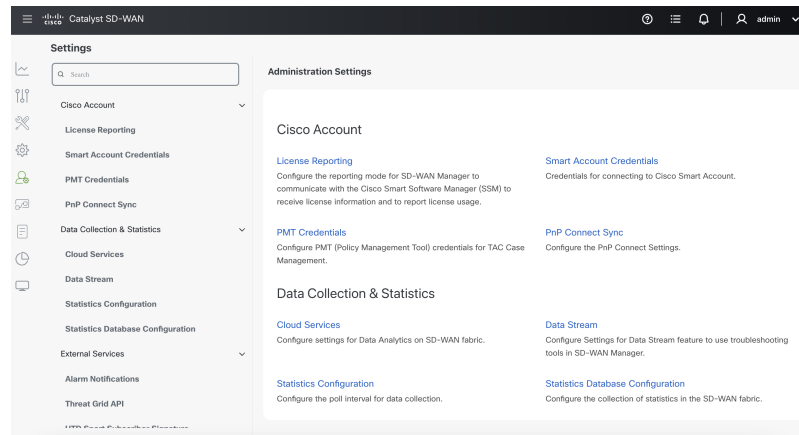 cisco Catalyst SD-WAN
admin
Settings
Search
Cisco Account
License Reporting
Smart Account Credentials
PMT Credentials
PnP Connect Sync
Data Collection & Statistics
Cloud Services
Data Stream
Statistics Configuration
Statistics Database Configuration
External Services
Alarm Notifications
Threat Grid API
Administration Settings
Cisco Account
License Reporting
Configure the reporting mode for SD-WAN Manager to
communicate with the Cisco Smart Software Manager (SSM) to
receive license information and to report license usage.
Smart Account Credentials
Credentials for connecting to Cisco Smart Account.
PMT Credentials
Configure PMT (Policy Management Tool) credentials for TAC Case
Management.
PnP Connect Sync
Configure the PnP Connect Settings.
Data Collection & Statistics
Cloud Services
Configure settings for Data Analytics on SD-WAN fabric.
Data Stream
Configure Settings for Data Stream feature to use troubleshooting
tools in SD-WAN Manager.
Statistics Configuration
Configure the poll interval for data collection.
Statistics Database Configuration
Configure the collection of statistics in the SD-WAN fabric.